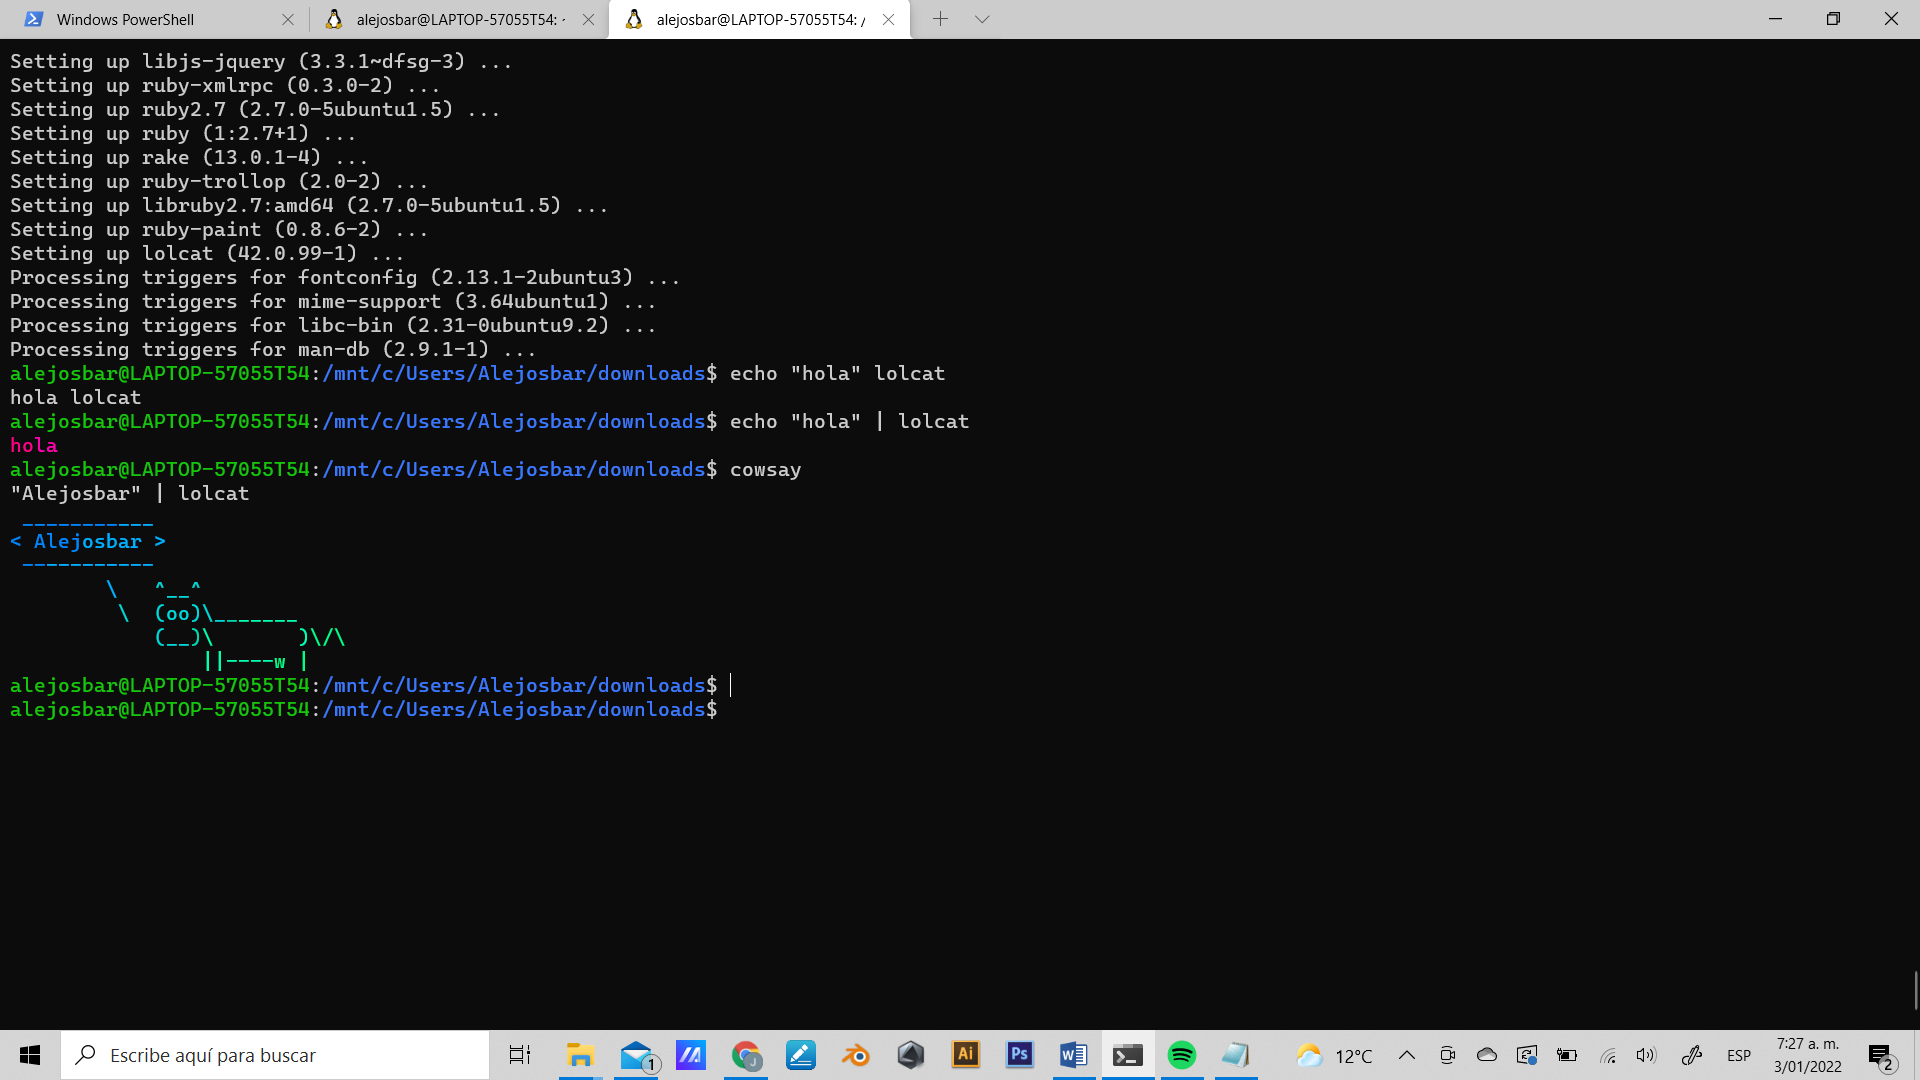 Windows PowerShell
alejosbar@LAPTOP-57055T54: ~
alejosbar@LAPTOP-57055T54: /
Setting up libjs-jquery (3.3.1~dfsg-3) ...
Setting up ruby-xmlrpc (0.3.0-2) ...
Setting up ruby2.7 (2.7.0-5ubuntu1.5) ...
Setting up ruby (1:2.7+1) ...
Setting up rake (13.0.1-4) ...
Setting up ruby-trollop (2.0-2) ...
Setting up libruby2.7:amd64 (2.7.0-5ubuntu1.5) ...
Setting up ruby-paint (0.8.6-2) ...
Setting up lolcat (42.0.99-1) ...
Processing triggers for fontconfig (2.13.1-2ubuntu3) ...
Processing triggers for mime-support (3.64ubuntu1) ...
Processing triggers for libc-bin (2.31-0ubuntu9.2) ...
Processing triggers for man-db (2.9.1-1) ...
alejosbar@LAPTOP-57055T54:/mnt/c/Users/Alejosbar/downloads$ echo "hola" lolcat
hola lolcat
alejosbar@LAPTOP-57055T54:/mnt/c/Users/Alejosbar/downloads$ echo "hola" | lolcat
hola
alejosbar@LAPTOP-57055T54:/mnt/c/Users/Alejosbar/downloads$ cowsay
"Alejosbar" | lolcat
 ___________
< Alejosbar >
 -----------
        \   ^__^
         \  (oo)\_______
            (__)\       )\/\
                ||----w |
alejosbar@LAPTOP-57055T54:/mnt/c/Users/Alejosbar/downloads$
alejosbar@LAPTOP-57055T54:/mnt/c/Users/Alejosbar/downloads$
Escribe aquí para buscar
1
J
Ai
Ps
W
12°C
ESP
7:27 a. m.
3/01/2022
2